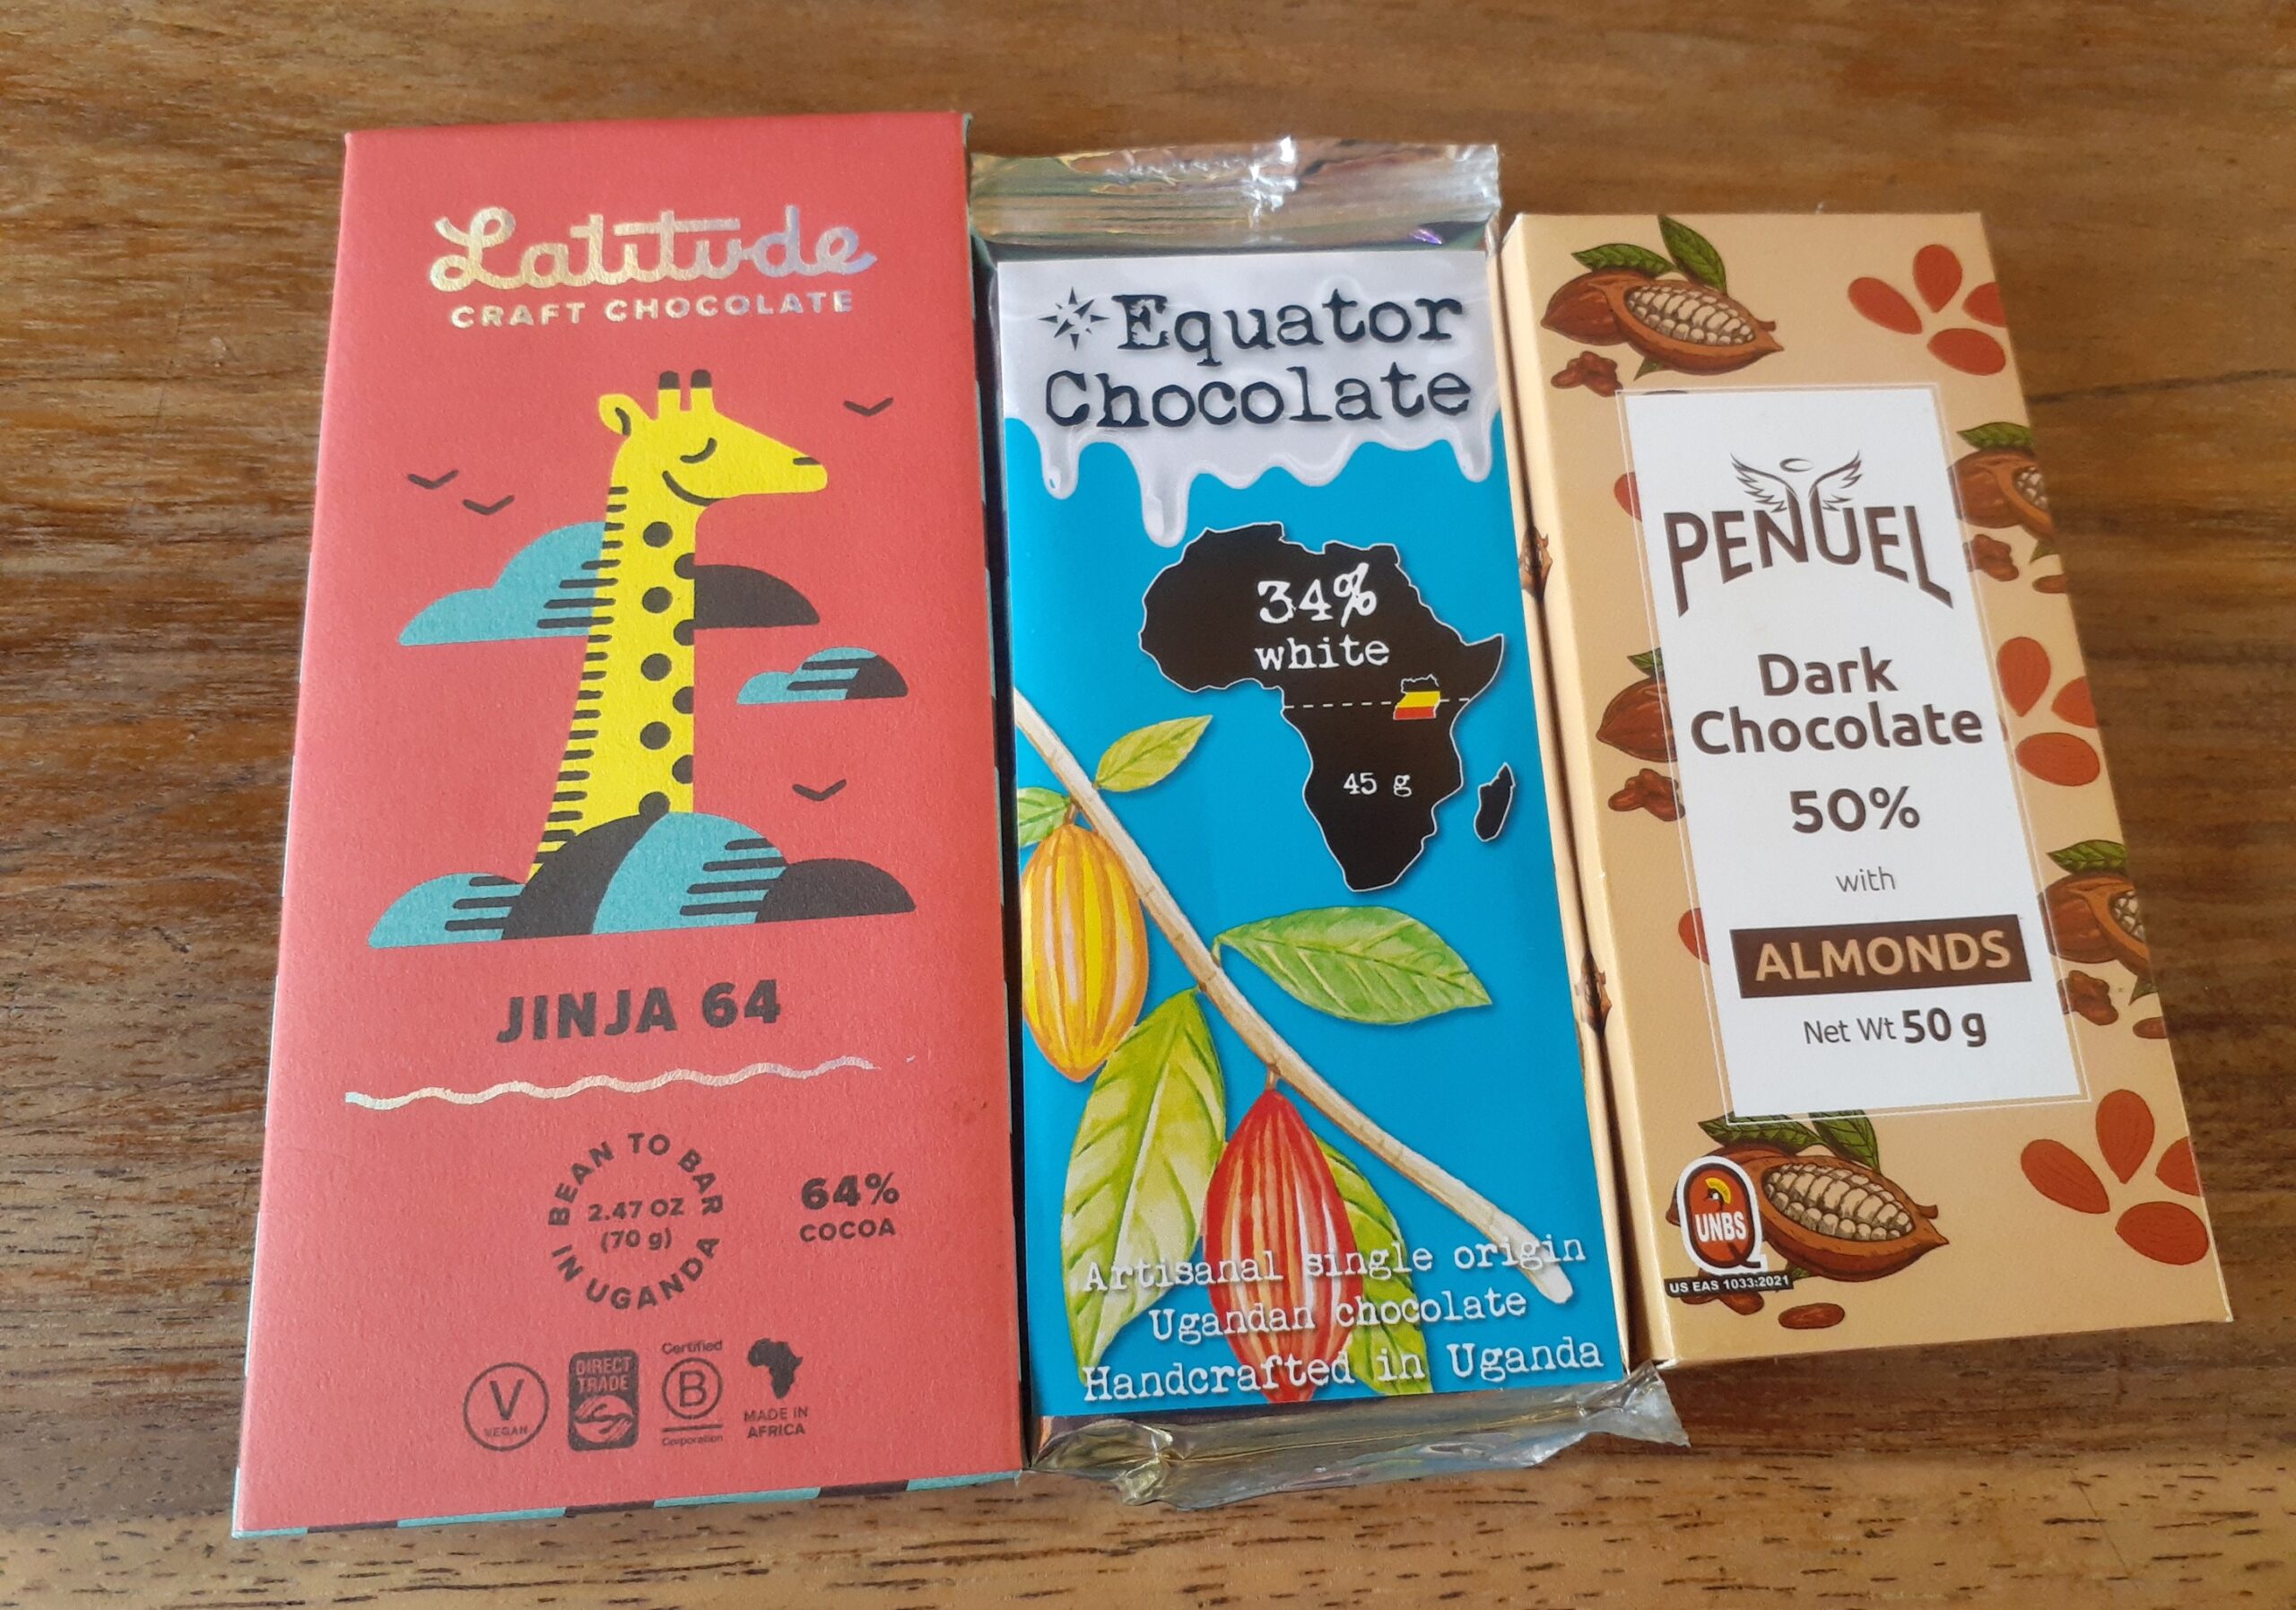 Latitude
CRAFT CHOCOLATE
JINJA 64
BEAN TO BAR
2.47 OZ
(70 g)
IN UGANDA
64%
COCOA
V
VEGAN
DIRECT
TRADE
Certified
B
Corporation
MADE IN
AFRICA
Equator
Chocolate
34%
white
45 g
Artisanal single origin
Ugandan chocolate
Handcrafted in Uganda
PENUEL
Dark
Chocolate
50%
with
ALMONDS
Net Wt 50 g
Q
UNBS
US EAS 1033:2021